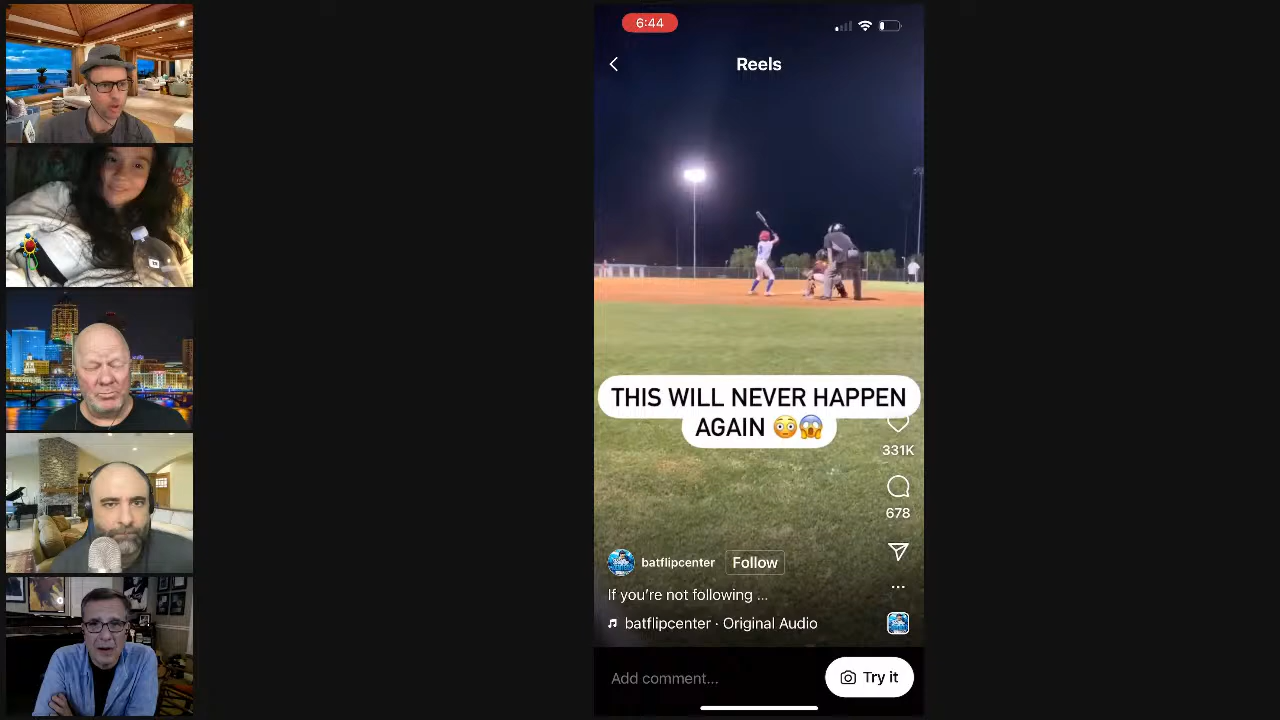 6:44
Reels
THIS WILL NEVER HAPPEN
AGAIN 😳😱
331K
678
batflipcenter Follow
If you're not following ...
batflipcenter · Original Audio
Add comment...
Try it